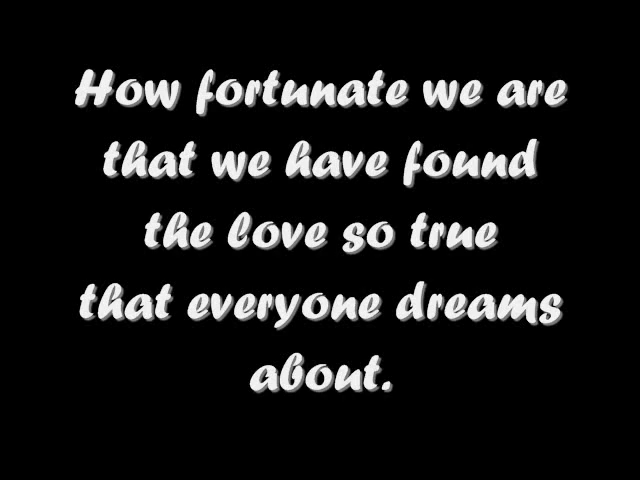 How fortunate we are
that we have found
the love so true
that everyone dreams
about.